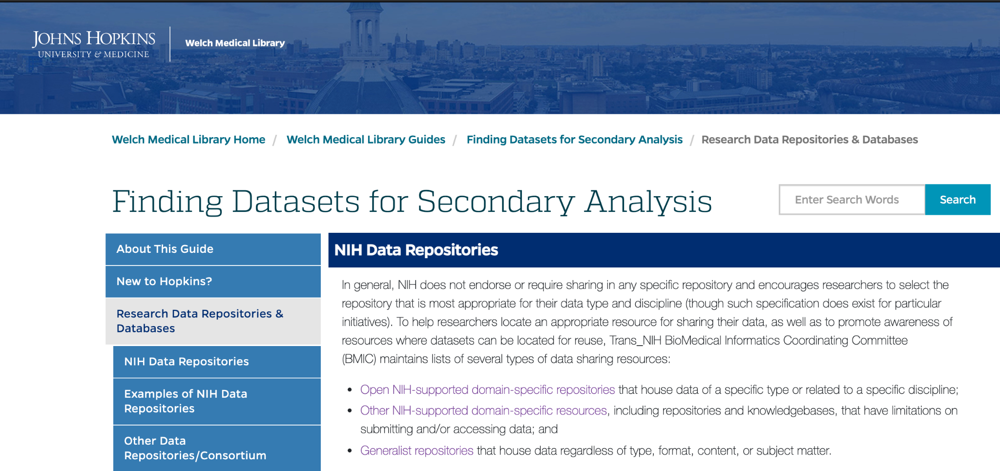 JOHNS HOPKINS
UNIVERSITY & MEDICINE
Welch Medical Library
Welch Medical Library Home / Welch Medical Library Guides / Finding Datasets for Secondary Analysis / Research Data Repositories & Databases
Finding Datasets for Secondary Analysis
Enter Search Words
Search
About This Guide
New to Hopkins?
Research Data Repositories &
Databases
NIH Data Repositories
Examples of NIH Data
Repositories
Other Data
Repositories/Consortium
NIH Data Repositories
In general, NIH does not endorse or require sharing in any specific repository and encourages researchers to select the
repository that is most appropriate for their data type and discipline (though such specification does exist for particular
initiatives). To help researchers locate an appropriate resource for sharing their data, as well as to promote awareness of
resources where datasets can be located for reuse, Trans_NIH BioMedical Informatics Coordinating Committee
(BMIC) maintains lists of several types of data sharing resources:
• Open NIH-supported domain-specific repositories that house data of a specific type or related to a specific discipline;
• Other NIH-supported domain-specific resources, including repositories and knowledgebases, that have limitations on
submitting and/or accessing data; and
• Generalist repositories that house data regardless of type, format, content, or subject matter.